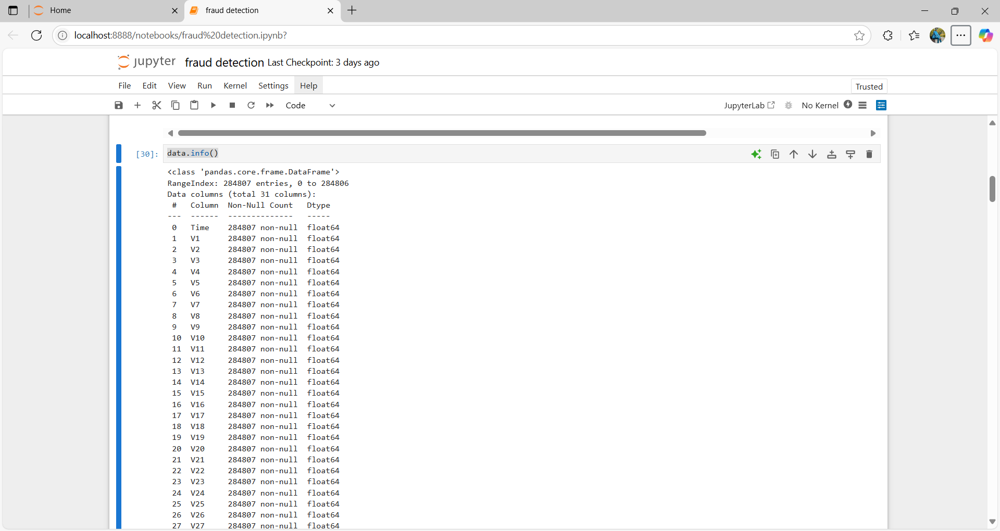 Home
fraud detection
localhost:8888/notebooks/fraud%20detection.ipynb?
jupyter fraud detection Last Checkpoint: 3 days ago
File Edit View Run Kernel Settings Help
Trusted
Code
JupyterLab
No Kernel
[30]: data.info()
<class 'pandas.core.frame.DataFrame'>
RangeIndex: 284807 entries, 0 to 284806
Data columns (total 31 columns):
 #   Column  Non-Null Count   Dtype
---  ------  --------------   -----
 0   Time    284807 non-null  float64
 1   V1      284807 non-null  float64
 2   V2      284807 non-null  float64
 3   V3      284807 non-null  float64
 4   V4      284807 non-null  float64
 5   V5      284807 non-null  float64
 6   V6      284807 non-null  float64
 7   V7      284807 non-null  float64
 8   V8      284807 non-null  float64
 9   V9      284807 non-null  float64
 10  V10     284807 non-null  float64
 11  V11     284807 non-null  float64
 12  V12     284807 non-null  float64
 13  V13     284807 non-null  float64
 14  V14     284807 non-null  float64
 15  V15     284807 non-null  float64
 16  V16     284807 non-null  float64
 17  V17     284807 non-null  float64
 18  V18     284807 non-null  float64
 19  V19     284807 non-null  float64
 20  V20     284807 non-null  float64
 21  V21     284807 non-null  float64
 22  V22     284807 non-null  float64
 23  V23     284807 non-null  float64
 24  V24     284807 non-null  float64
 25  V25     284807 non-null  float64
 26  V26     284807 non-null  float64
 27  V27     284807 non-null  float64